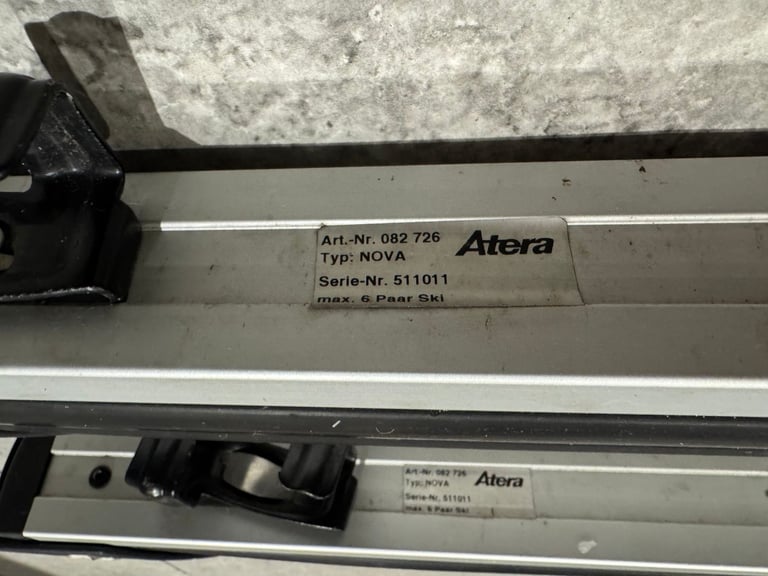 Art.-Nr. 082 726 Atera
Typ: NOVA
Serie-Nr. 511011
max. 6 Paar Ski
Art.-Nr. 082 726 Atera
Typ: NOVA
Serie-Nr. 511011
max. 6 Paar Ski